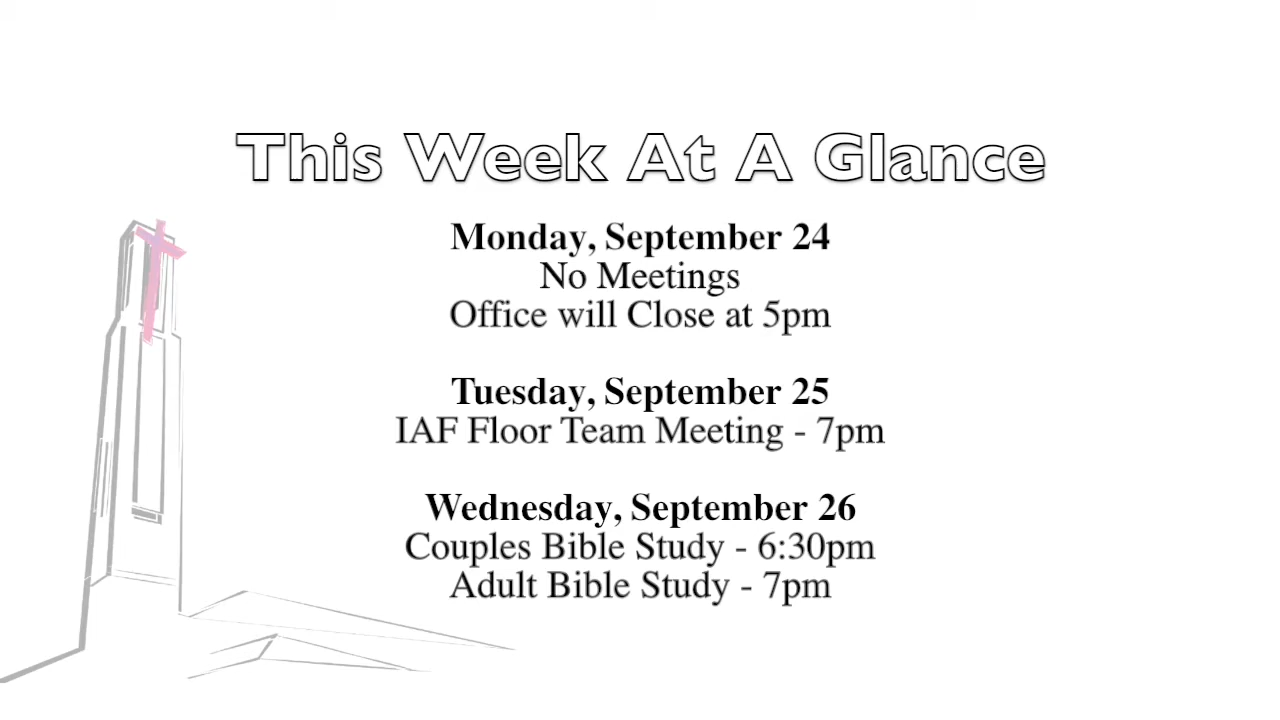 This Week At A Glance
Monday, September 24
No Meetings
Office will Close at 5pm
Tuesday, September 25
IAF Floor Team Meeting - 7pm
Wednesday, September 26
Couples Bible Study - 6:30pm
Adult Bible Study - 7pm